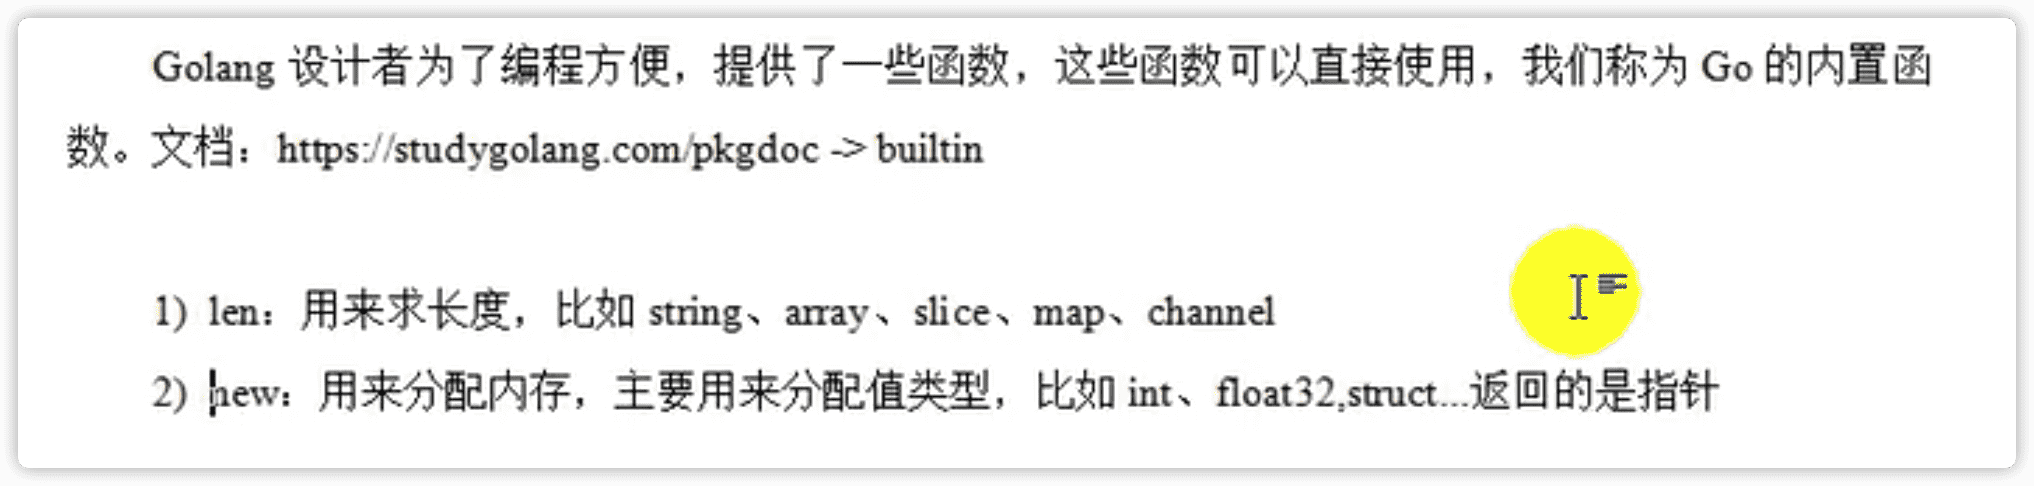 Golang 设计者为了编程方便，提供了一些函数，这些函数可以直接使用，我们称为 Go 的内置函
数。文档：https://studygolang.com/pkgdoc -> builtin
1) len：用来求长度，比如 string、array、slice、map、channel
2) new：用来分配内存，主要用来分配值类型，比如 int、float32,struct...返回的是指针